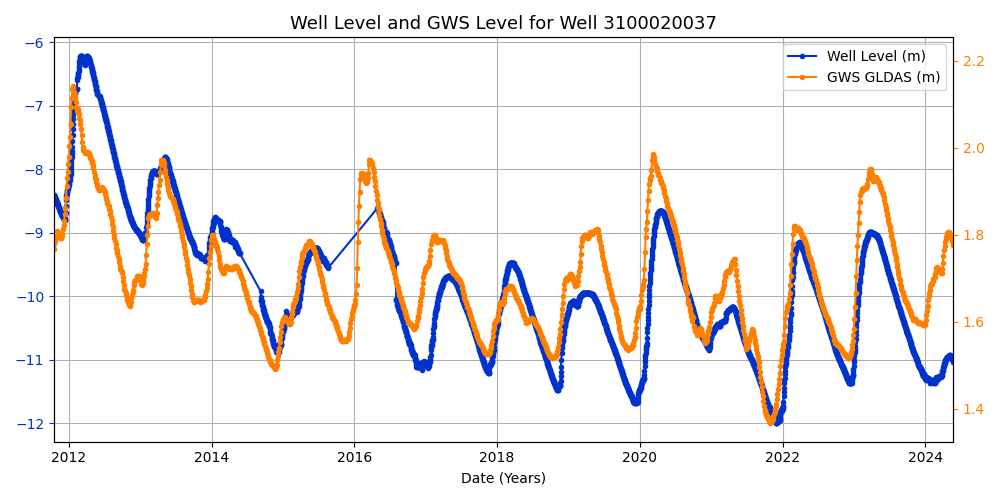 Well Level and GWS Level for Well 3100020037
Well Level (m)
GWS GLDAS (m)
−6
−7
−8
−9
−10
−11
−12
2.2
2.0
1.8
1.6
1.4
2012 2014 2016 2018 2020 2022 2024
Date (Years)